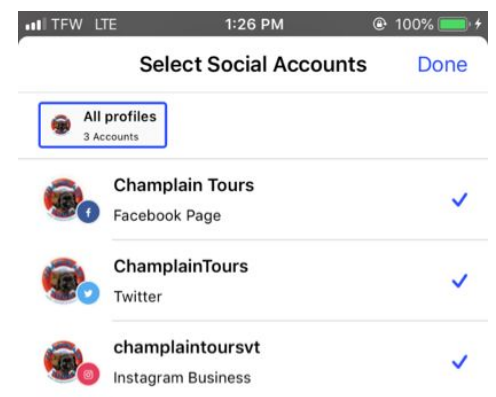 TFW LTE 1:26 PM 100%
Select Social Accounts Done
All profiles
3 Accounts
Champlain Tours
Facebook Page
ChamplainTours
Twitter
champlaintoursvt
Instagram Business